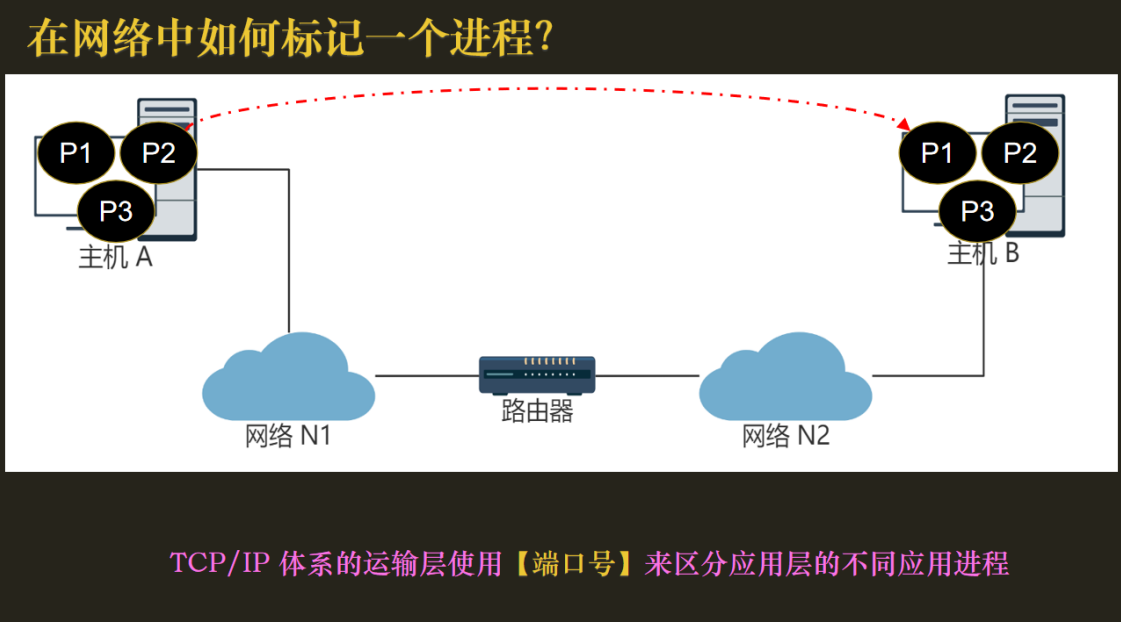 在网络中如何标记一个进程？
P1
P2
P3
主机 A
P1
P2
P3
主机 B
路由器
网络 N1
网络 N2
TCP/IP 体系的运输层使用【端口号】来区分应用层的不同应用进程